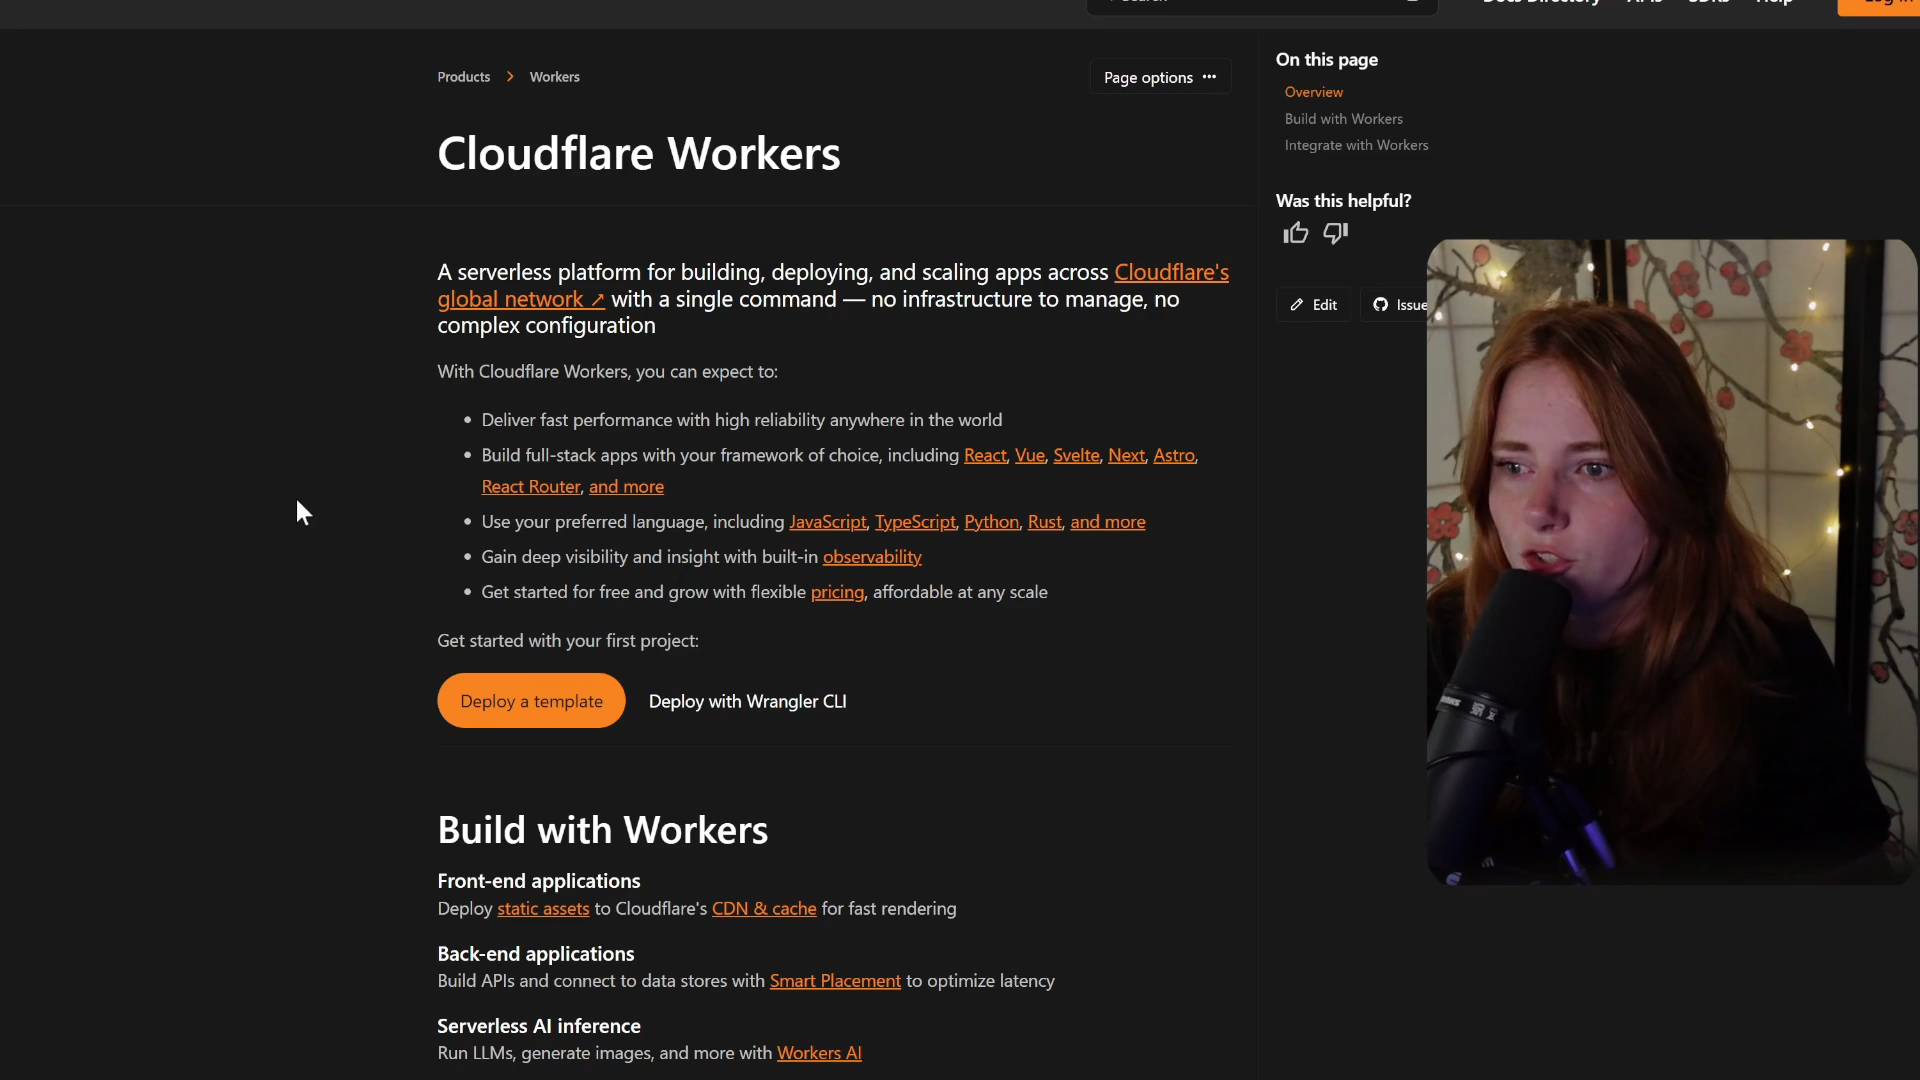 Docs Directory APIs SDKs Help Log in
Products > Workers
Page options •••
Cloudflare Workers
A serverless platform for building, deploying, and scaling apps across Cloudflare's
global network ↗ with a single command — no infrastructure to manage, no
complex configuration
With Cloudflare Workers, you can expect to:
• Deliver fast performance with high reliability anywhere in the world
• Build full-stack apps with your framework of choice, including React, Vue, Svelte, Next, Astro,
React Router, and more
• Use your preferred language, including JavaScript, TypeScript, Python, Rust, and more
• Gain deep visibility and insight with built-in observability
• Get started for free and grow with flexible pricing, affordable at any scale
Get started with your first project:
Deploy a template Deploy with Wrangler CLI
Build with Workers
Front-end applications
Deploy static assets to Cloudflare's CDN & cache for fast rendering
Back-end applications
Build APIs and connect to data stores with Smart Placement to optimize latency
Serverless AI inference
Run LLMs, generate images, and more with Workers AI
On this page
Overview
Build with Workers
Integrate with Workers
Was this helpful?
Edit Issue